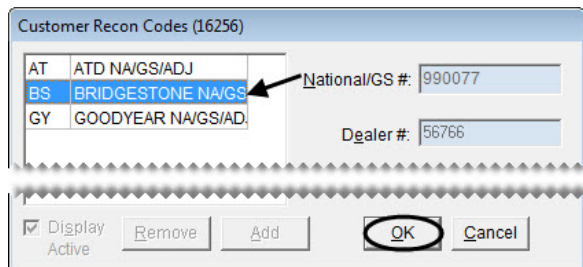 Customer Recon Codes (16256)
AT ATD NA/GS/ADJ
BS BRIDGESTONE NA/GS
GY GOODYEAR NA/GS/AD.
National/GS #: 990077
Dealer #: 56766
Display Active
Remove
Add
OK
Cancel